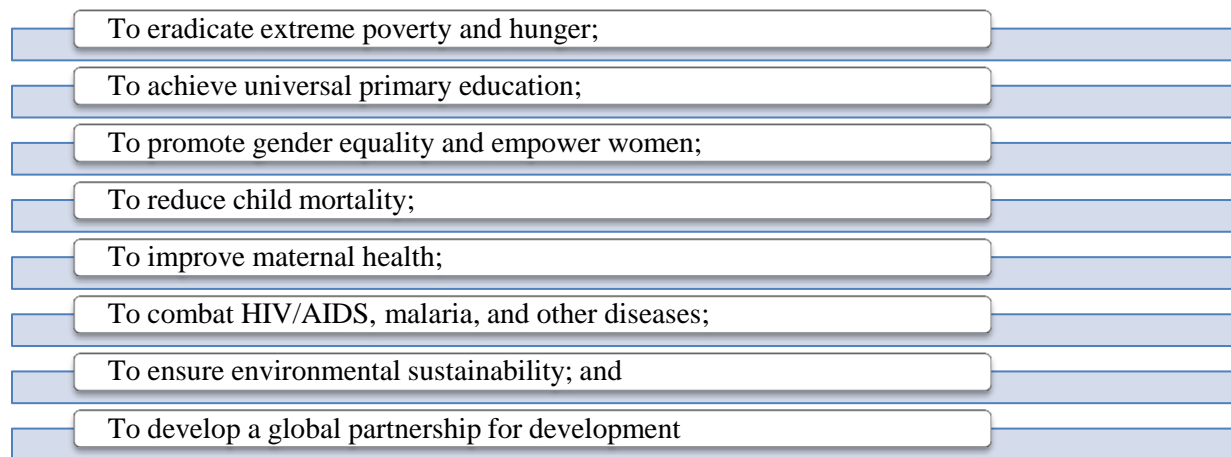 To eradicate extreme poverty and hunger;
To achieve universal primary education;
To promote gender equality and empower women;
To reduce child mortality;
To improve maternal health;
To combat HIV/AIDS, malaria, and other diseases;
To ensure environmental sustainability; and
To develop a global partnership for development